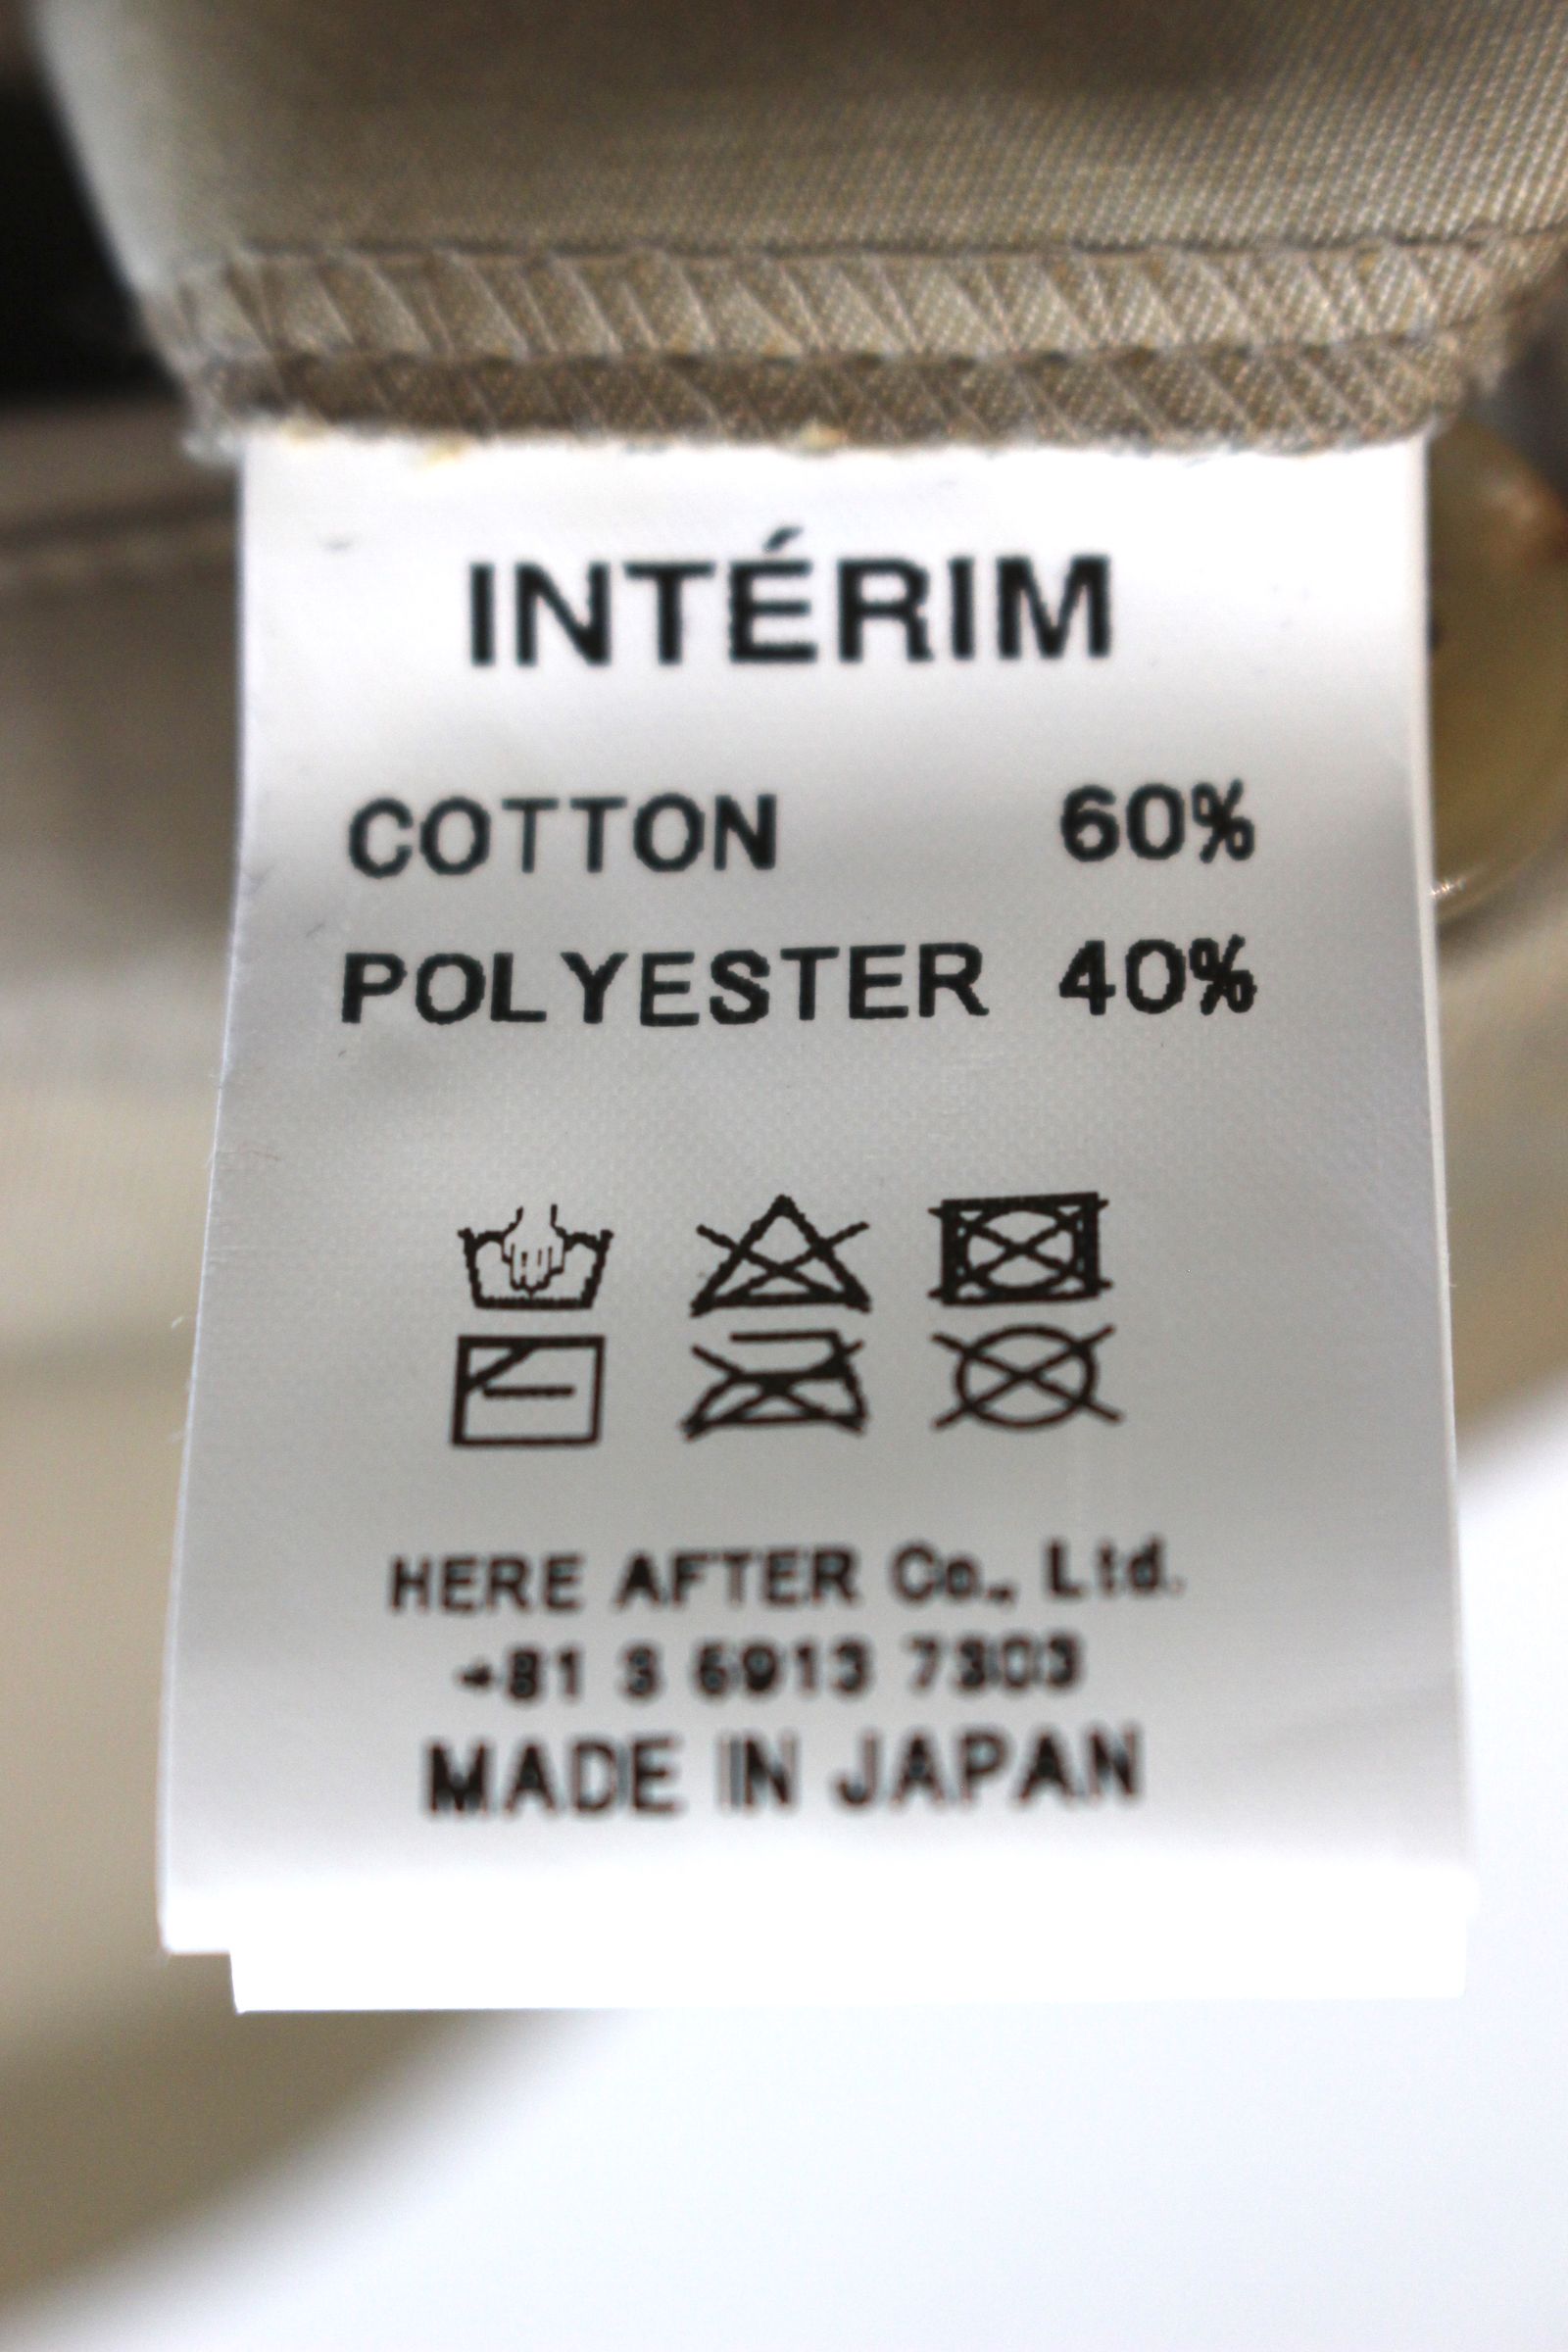 INTÉRIM
COTTON 60%
POLYESTER 40%
HERE AFTER Co., Ltd.
+81 3 6913 7303
MADE IN JAPAN